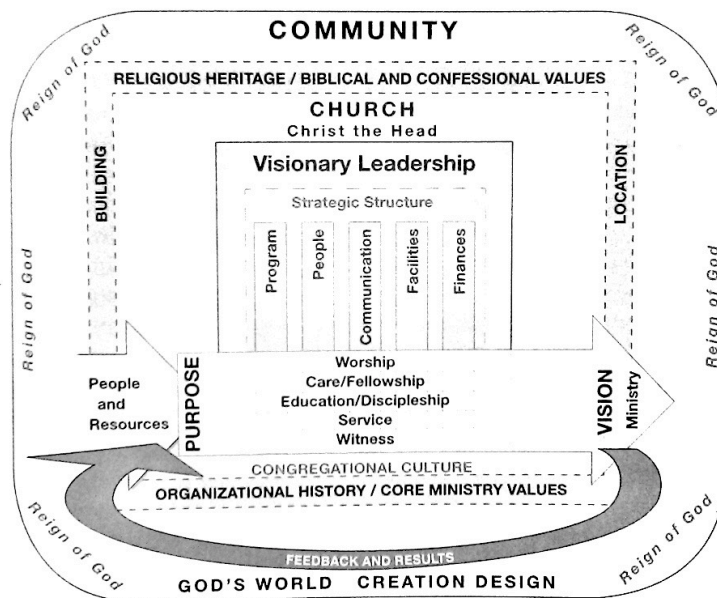 COMMUNITY
Reign of God
Reign of God
RELIGIOUS HERITAGE / BIBLICAL AND CONFESSIONAL VALUES
CHURCH
Christ the Head
Visionary Leadership
Strategic Structure
BUILDING
LOCATION
Program
People
Communication
Facilities
Finances
Reign of God
Reign of God
People
and
Resources
PURPOSE
Worship
Care/Fellowship
Education/Discipleship
Service
Witness
VISION
Ministry
CONGREGATIONAL CULTURE
ORGANIZATIONAL HISTORY / CORE MINISTRY VALUES
Reign of God
Reign of God
FEEDBACK AND RESULTS
GOD'S WORLD CREATION DESIGN